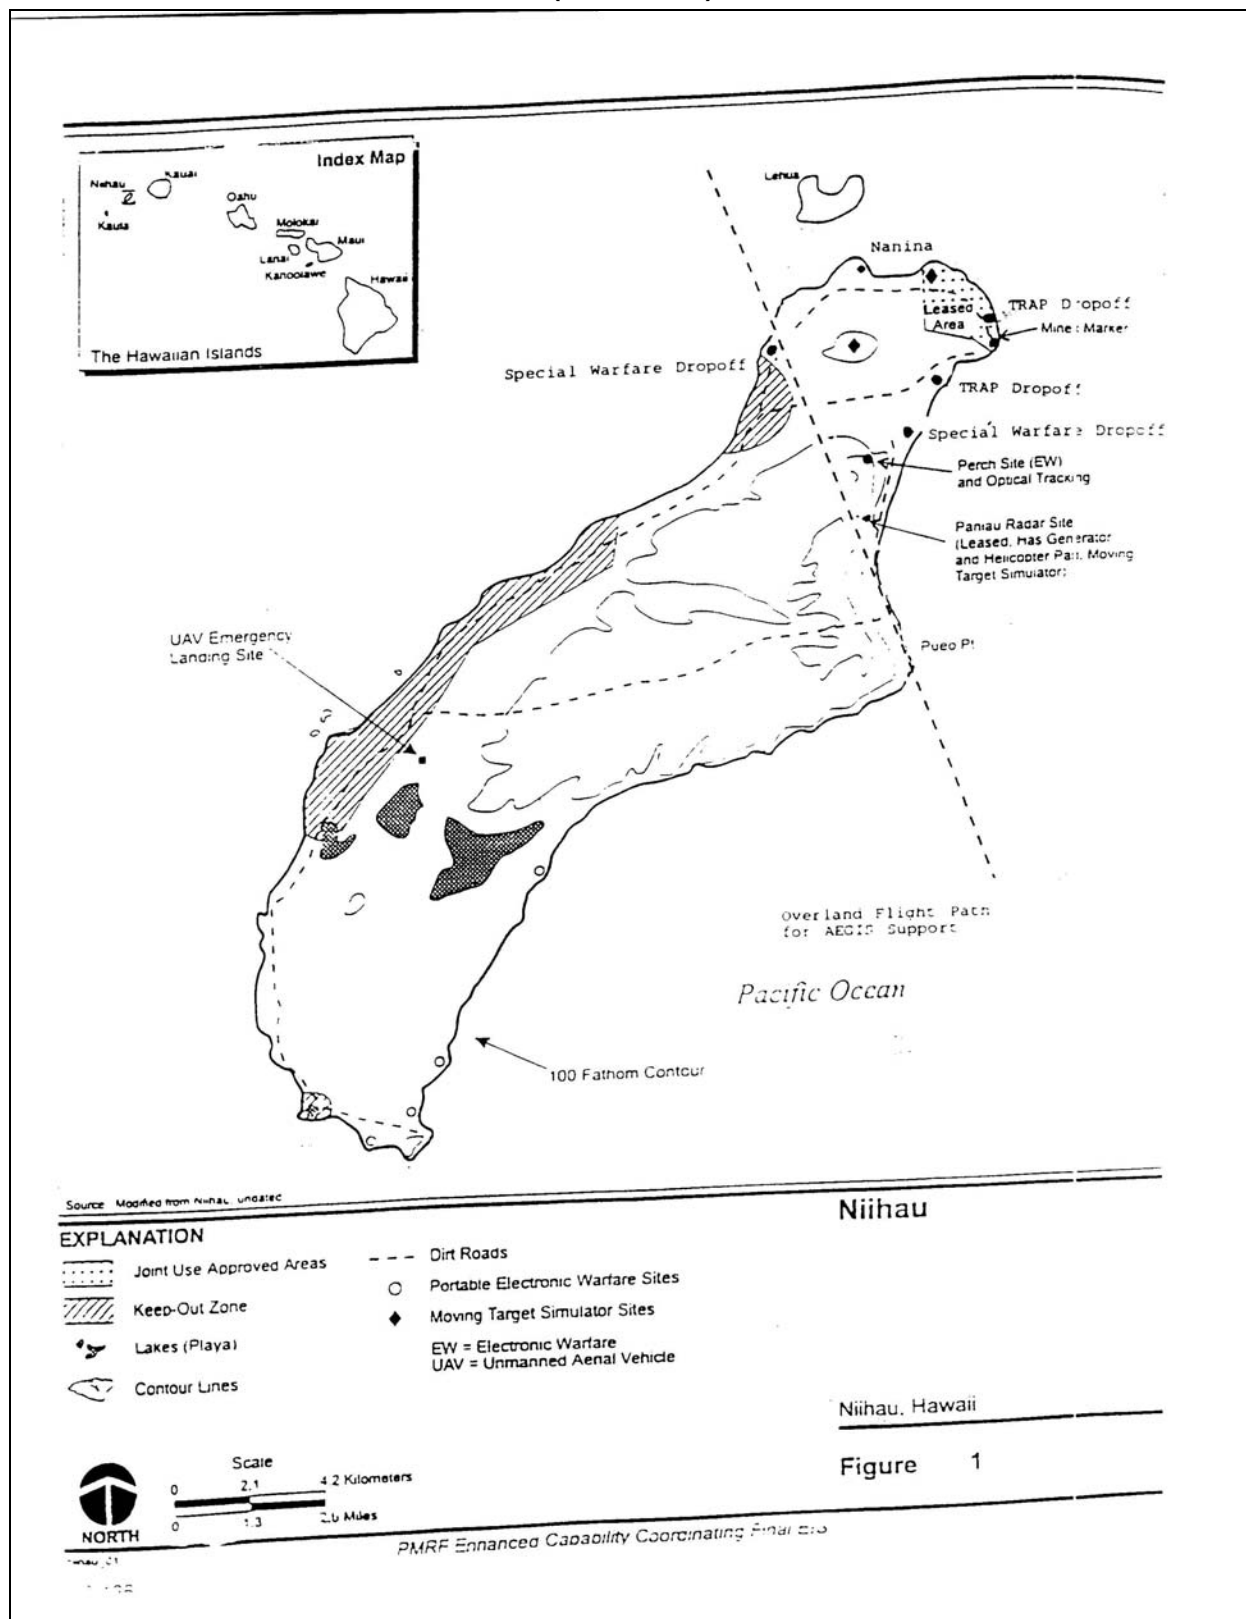 Index Map
Kauai
Niihau
Oahu
Kaula
Molokai
Lanai
Maui
Kahoolawe
Hawaii
The Hawaiian Islands
Lehua
Nanina
Leased
Area
TRAP Dropoff
Marker
Special Warfare Dropoff
TRAP Dropoff
Special Warfare Dropoff
Perch Site (EW)
and Optical Tracking
Paniau Radar Site
(Leased, Has Generator
and Helicopter Pad, Moving
Target Simulator)
UAV Emergency
Landing Site
Pueo Pt
Overland Flight Path
for AEGIS Support
Pacific Ocean
100 Fathom Contour
Source: Modified from Niihau, undated
Niihau
EXPLANATION
Joint Use Approved Areas
Keep-Out Zone
Lakes (Playa)
Contour Lines
Dirt Roads
Portable Electronic Warfare Sites
Moving Target Simulator Sites
EW = Electronic Warfare
UAV = Unmanned Aerial Vehicle
Niihau, Hawaii
Figure 1
Scale
0 2.1 4.2 Kilometers
0 1.3 2.6 Miles
NORTH
PMRF Enhanced Capability Coordinating Final EIS